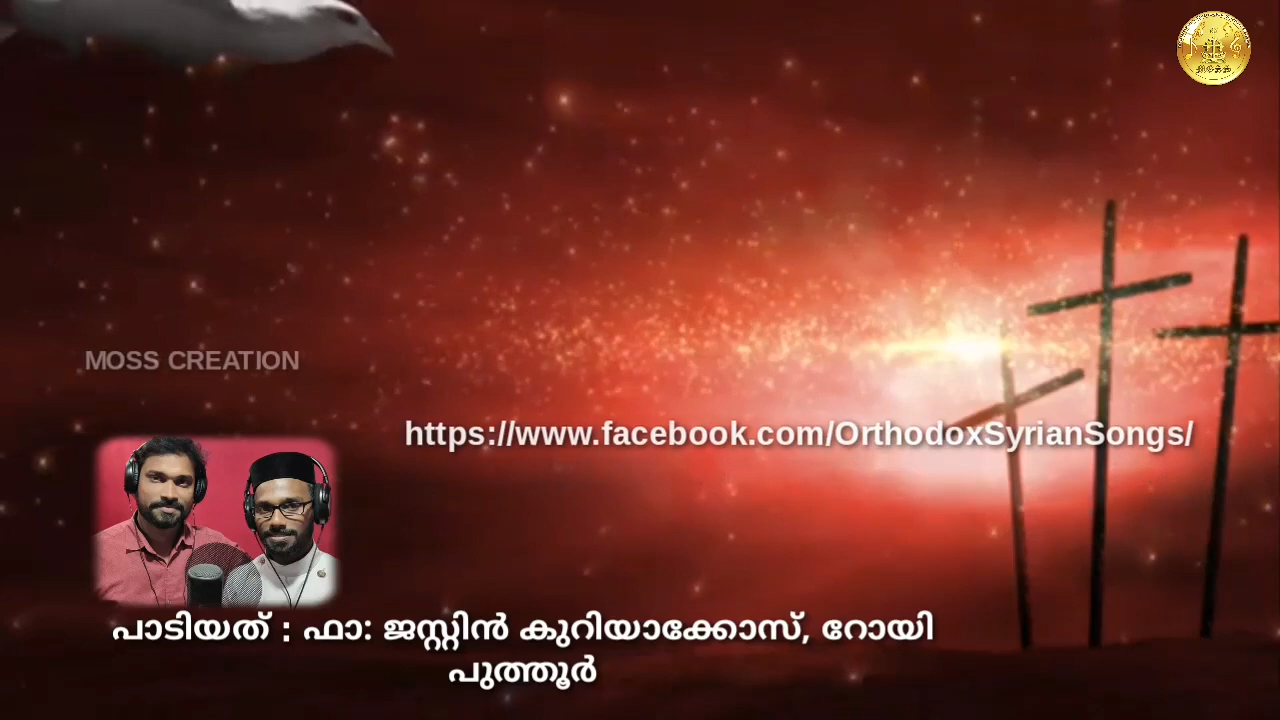 MOSS CREATION
https://www.facebook.com/OrthodoxSyrianSongs/
പാടിയത് : ഫാ: ജസ്റ്റിൻ കുറിയാക്കോസ്, റോയി
പുത്തൂർ